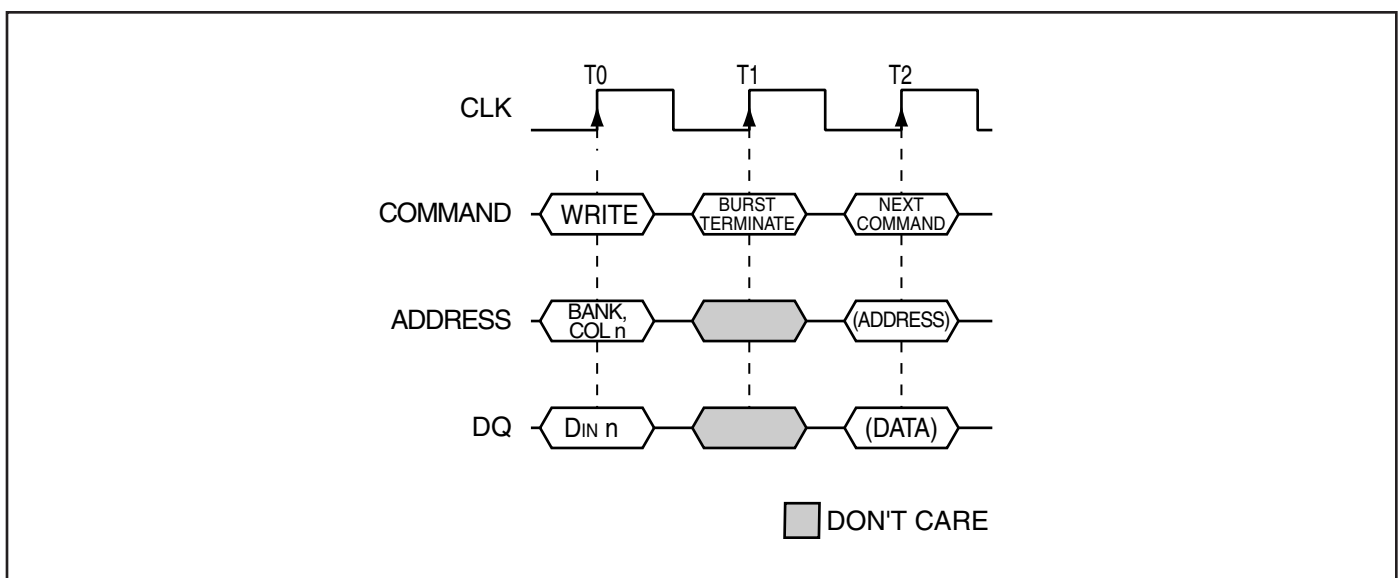 T0 T1 T2
CLK
COMMAND WRITE BURST TERMINATE NEXT COMMAND
ADDRESS BANK, COL n (ADDRESS)
DQ DIN n (DATA)
DON'T CARE